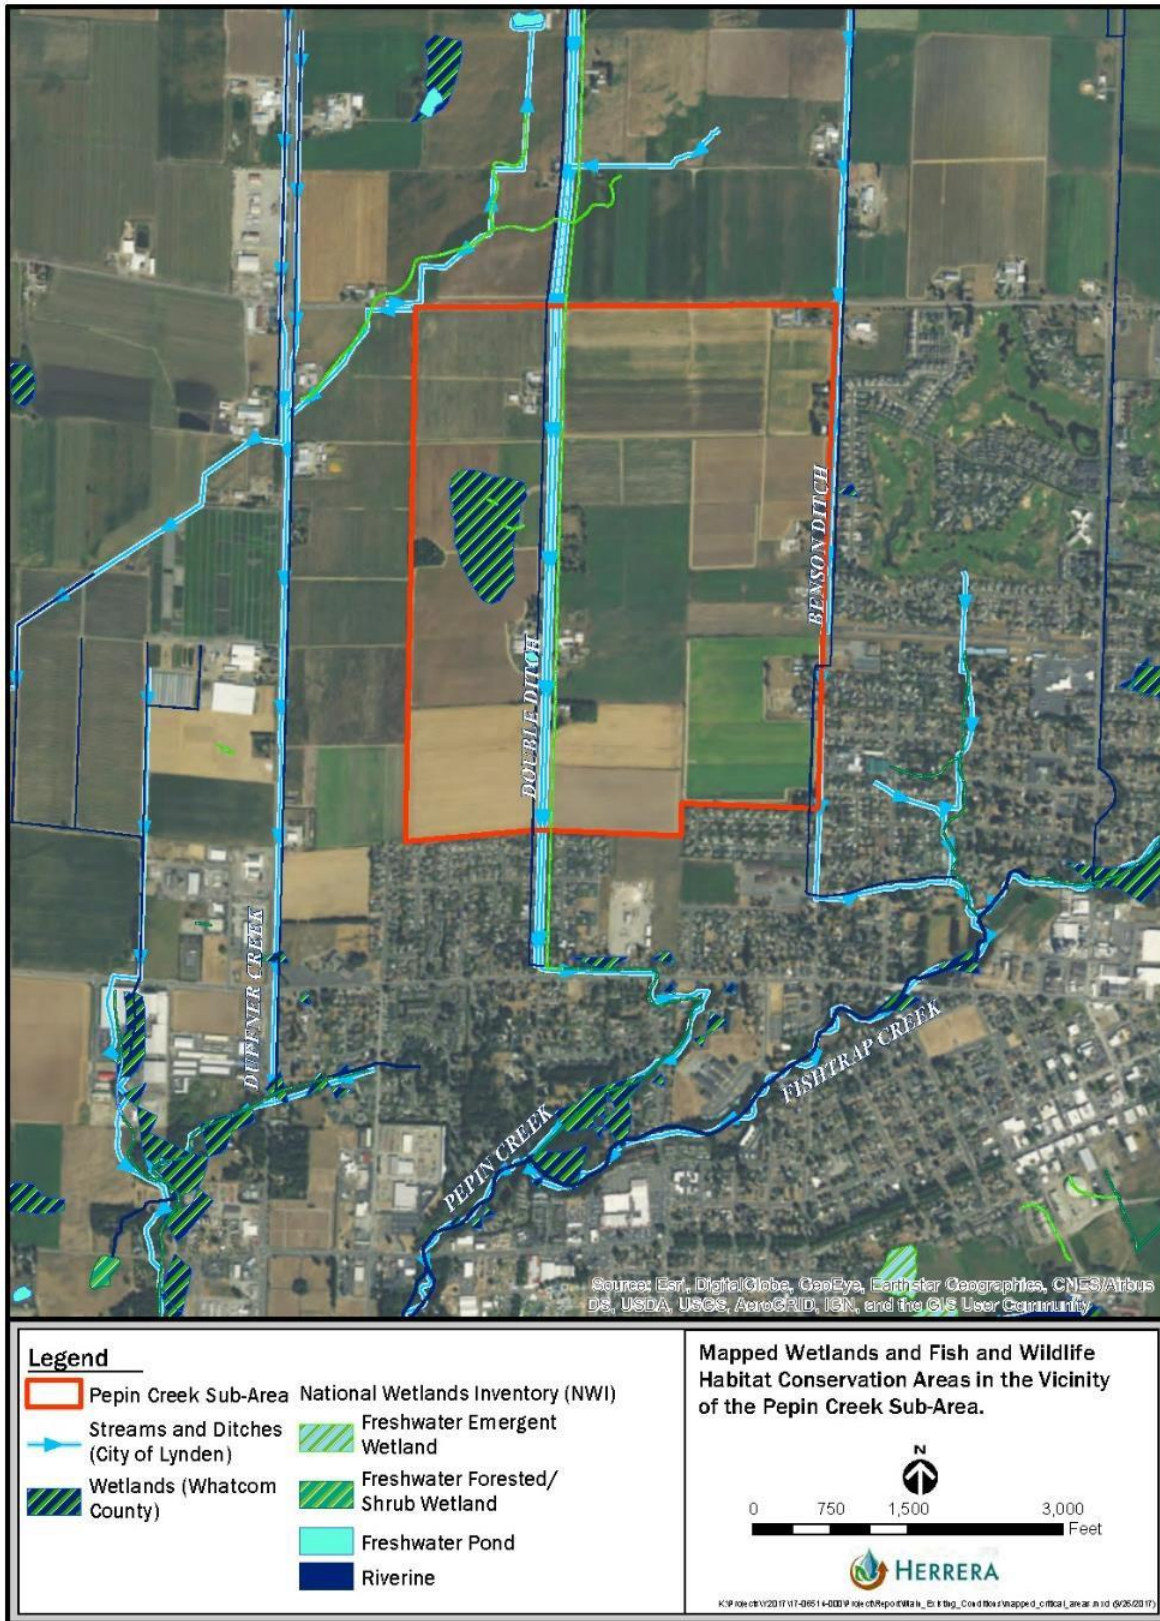 BENSON DITCH
DOUBLE DITCH
DUFFNER CREEK
FISHTRAP CREEK
PEPIN CREEK
Source: Esri, DigitalGlobe, GeoEye, Earthstar Geographics, CNES/Airbus
DS, USDA, USGS, AeroGRID, IGN, and the GIS User Community
Legend
Pepin Creek Sub-Area
Streams and Ditches
(City of Lynden)
Wetlands (Whatcom
County)
National Wetlands Inventory (NWI)
Freshwater Emergent
Wetland
Freshwater Forested/
Shrub Wetland
Freshwater Pond
Riverine
Mapped Wetlands and Fish and Wildlife
Habitat Conservation Areas in the Vicinity
of the Pepin Creek Sub-Area.
N
0 750 1,500 3,000
Feet
HERRERA